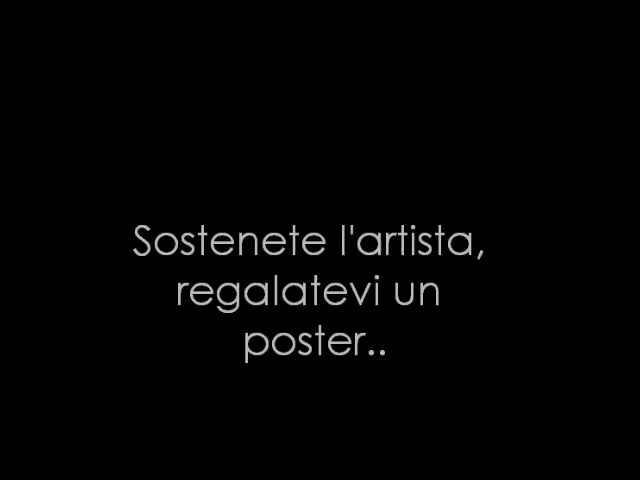 Sostenete l'artista,
regalatevi un
poster..